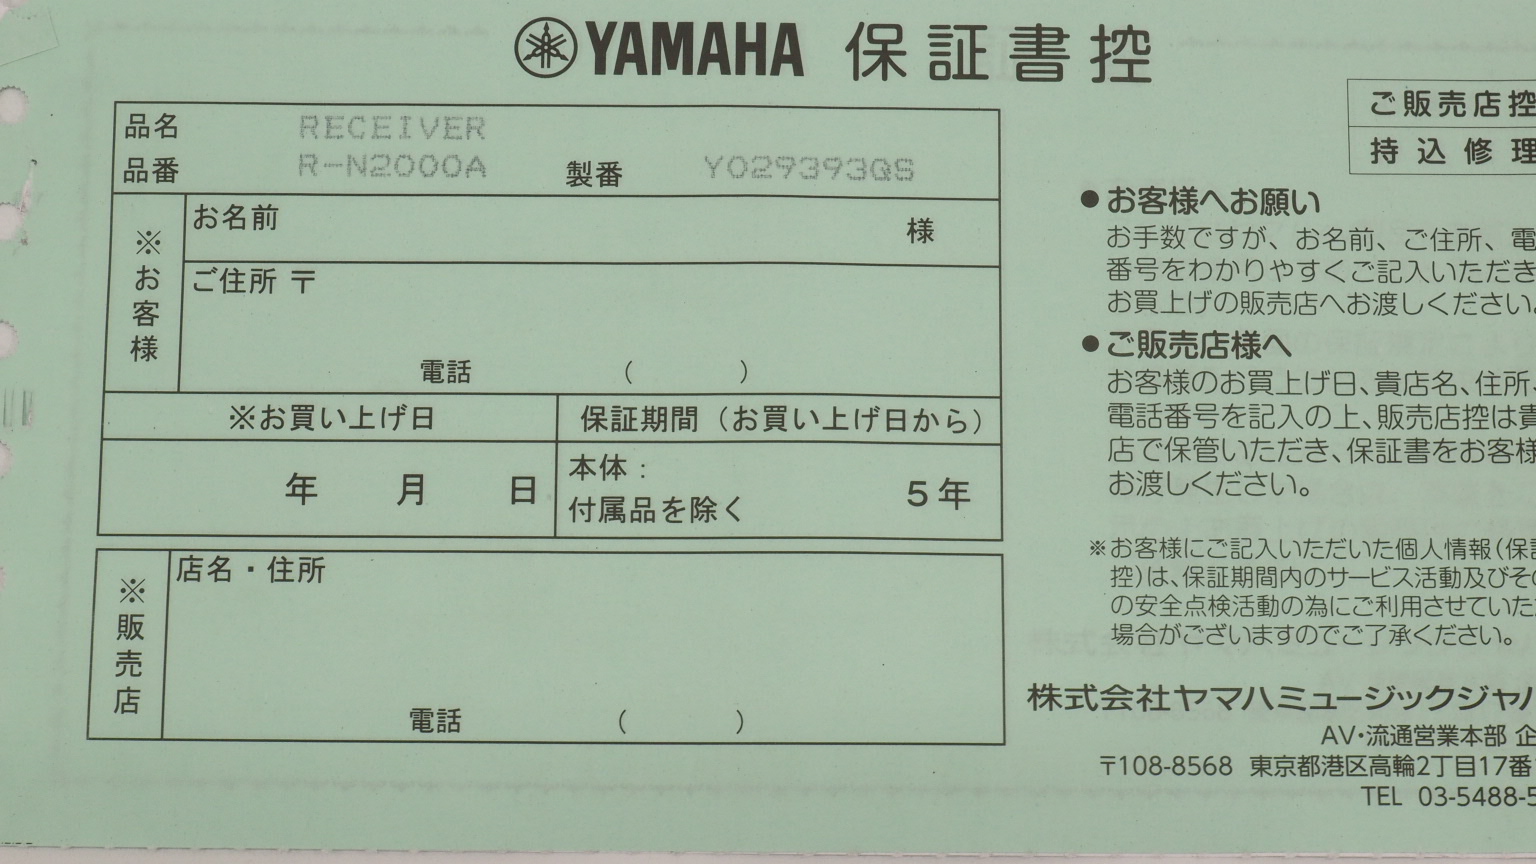 YAMAHA 保証書控
ご販売店控
持込修理
品名 RECEIVER
品番 R-N2000A 製番 Y029393QS
※お客様
お名前 様
ご住所 〒
電話 ( )
※お買い上げ日 保証期間（お買い上げ日から）
年 月 日 本体：
付属品を除く 5年
※販売店
店名・住所
電話 ( )
●お客様へお願い
お手数ですが、お名前、ご住所、電
番号をわかりやすくご記入いただき
お買上げの販売店へお渡しください。
●ご販売店様へ
お客様のお買上げ日、貴店名、住所、
電話番号を記入の上、販売店控は貴
店で保管いただき、保証書をお客様
お渡しください。
※お客様にご記入いただいた個人情報（保証
控）は、保証期間内のサービス活動及びその
の安全点検活動の為にご利用させていただ
場合がございますのでご了承ください。
株式会社ヤマハミュージックジャパ
AV・流通営業本部 企
〒108-8568 東京都港区高輪2丁目17番
TEL 03-5488-5